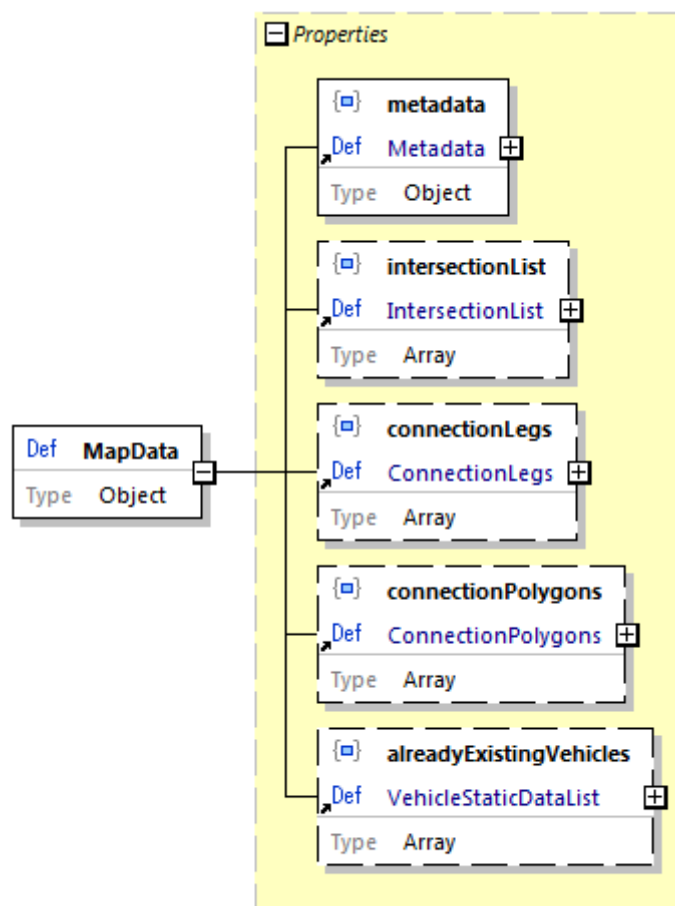 Properties
{} metadata
Def Metadata
Type Object
{} intersectionList
Def IntersectionList
Type Array
{} connectionLegs
Def MapData
Def ConnectionLegs
Type Object
Type Array
{} connectionPolygons
Def ConnectionPolygons
Type Array
{} alreadyExistingVehicles
Def VehicleStaticDataList
Type Array